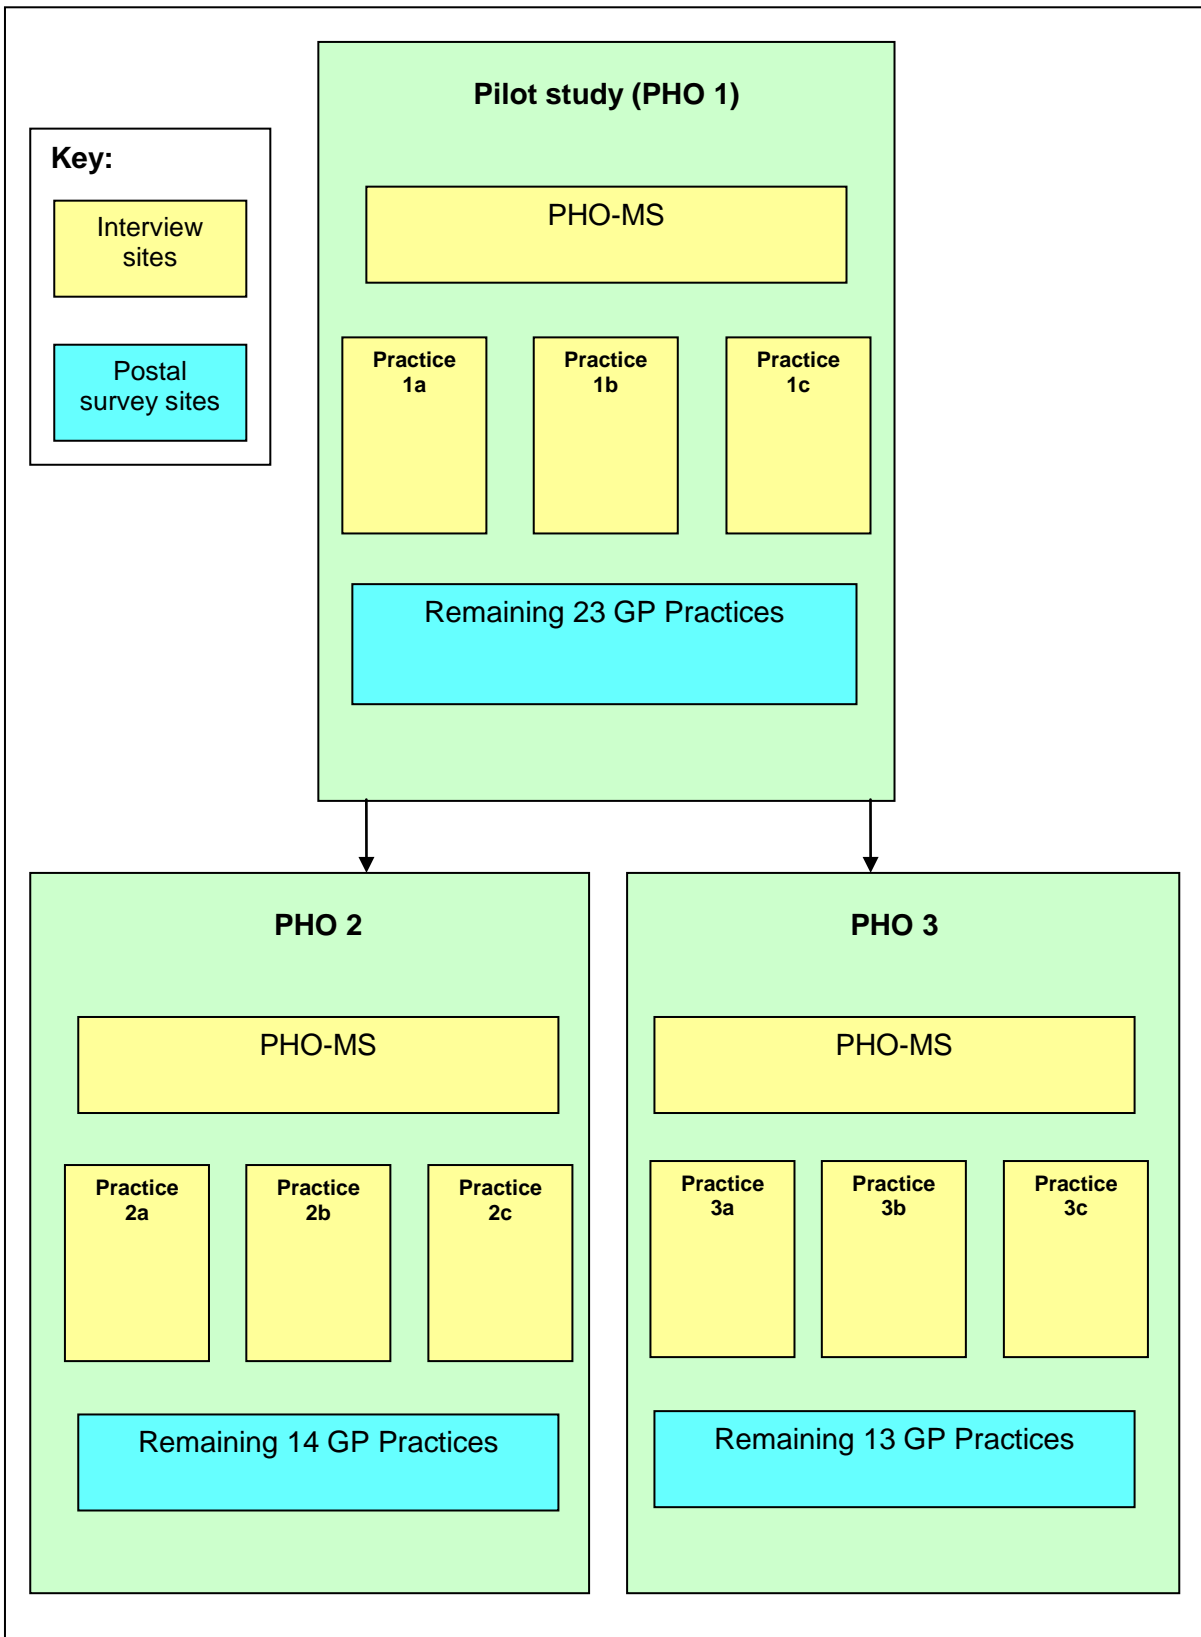 Pilot study (PHO 1)
Key:
Interview
sites
Postal
survey sites
PHO-MS
Practice
1a
Practice
1b
Practice
1c
Remaining 23 GP Practices
PHO 2
PHO-MS
Practice
2a
Practice
2b
Practice
2c
Remaining 14 GP Practices
PHO 3
PHO-MS
Practice
3a
Practice
3b
Practice
3c
Remaining 13 GP Practices